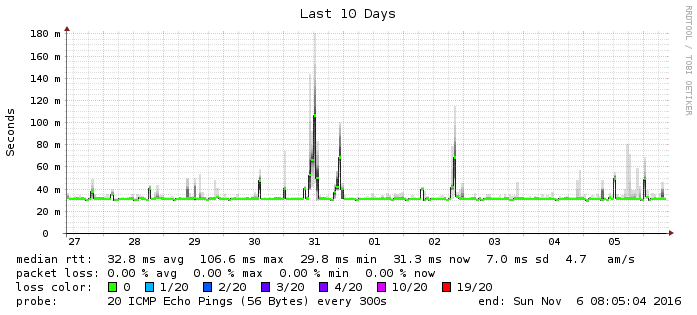 Last 10 Days
RRDTOOL / TOBI OETIKER
Seconds
180 m
160 m
140 m
120 m
100 m
80 m
60 m
40 m
20 m
0
27 28 29 30 31 01 02 03 04 05
median rtt: 32.8 ms avg 106.6 ms max 29.8 ms min 31.3 ms now 7.0 ms sd 4.7 am/s
packet loss: 0.00 % avg 0.00 % max 0.00 % min 0.00 % now
loss color: 0 1/20 2/20 3/20 4/20 10/20 19/20
probe: 20 ICMP Echo Pings (56 Bytes) every 300s end: Sun Nov 6 08:05:04 2016